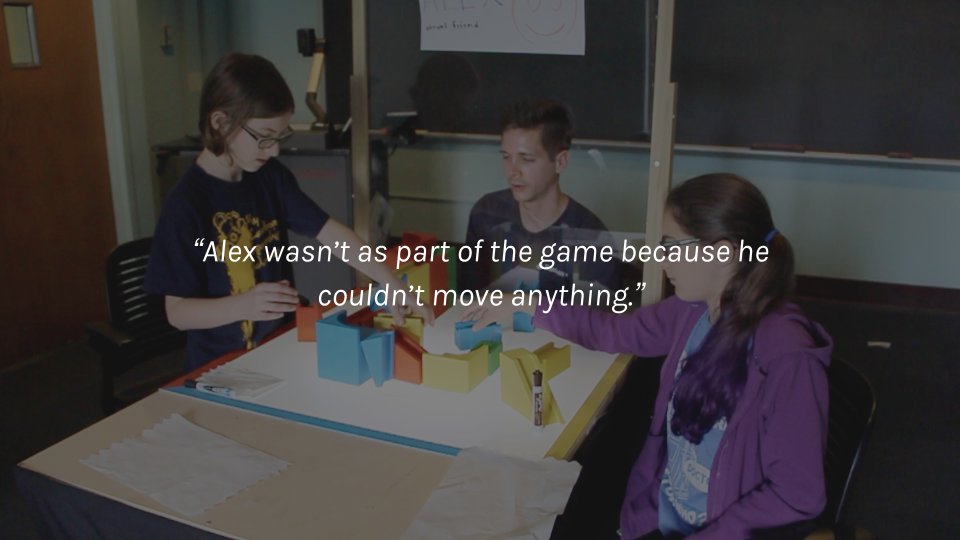 ALEX
virtual friend
“Alex wasn’t as part of the game because he
couldn’t move anything.”